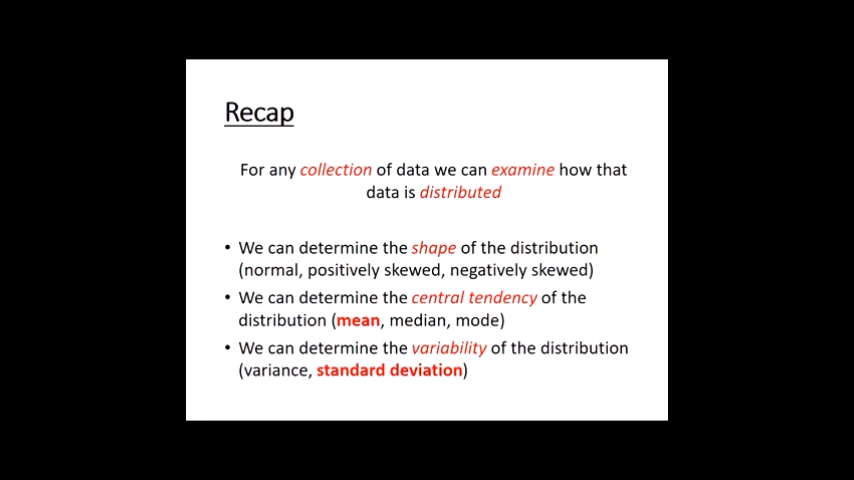 Recap
For any collection of data we can examine how that
data is distributed
• We can determine the shape of the distribution
(normal, positively skewed, negatively skewed)
• We can determine the central tendency of the
distribution (mean, median, mode)
• We can determine the variability of the distribution
(variance, standard deviation)